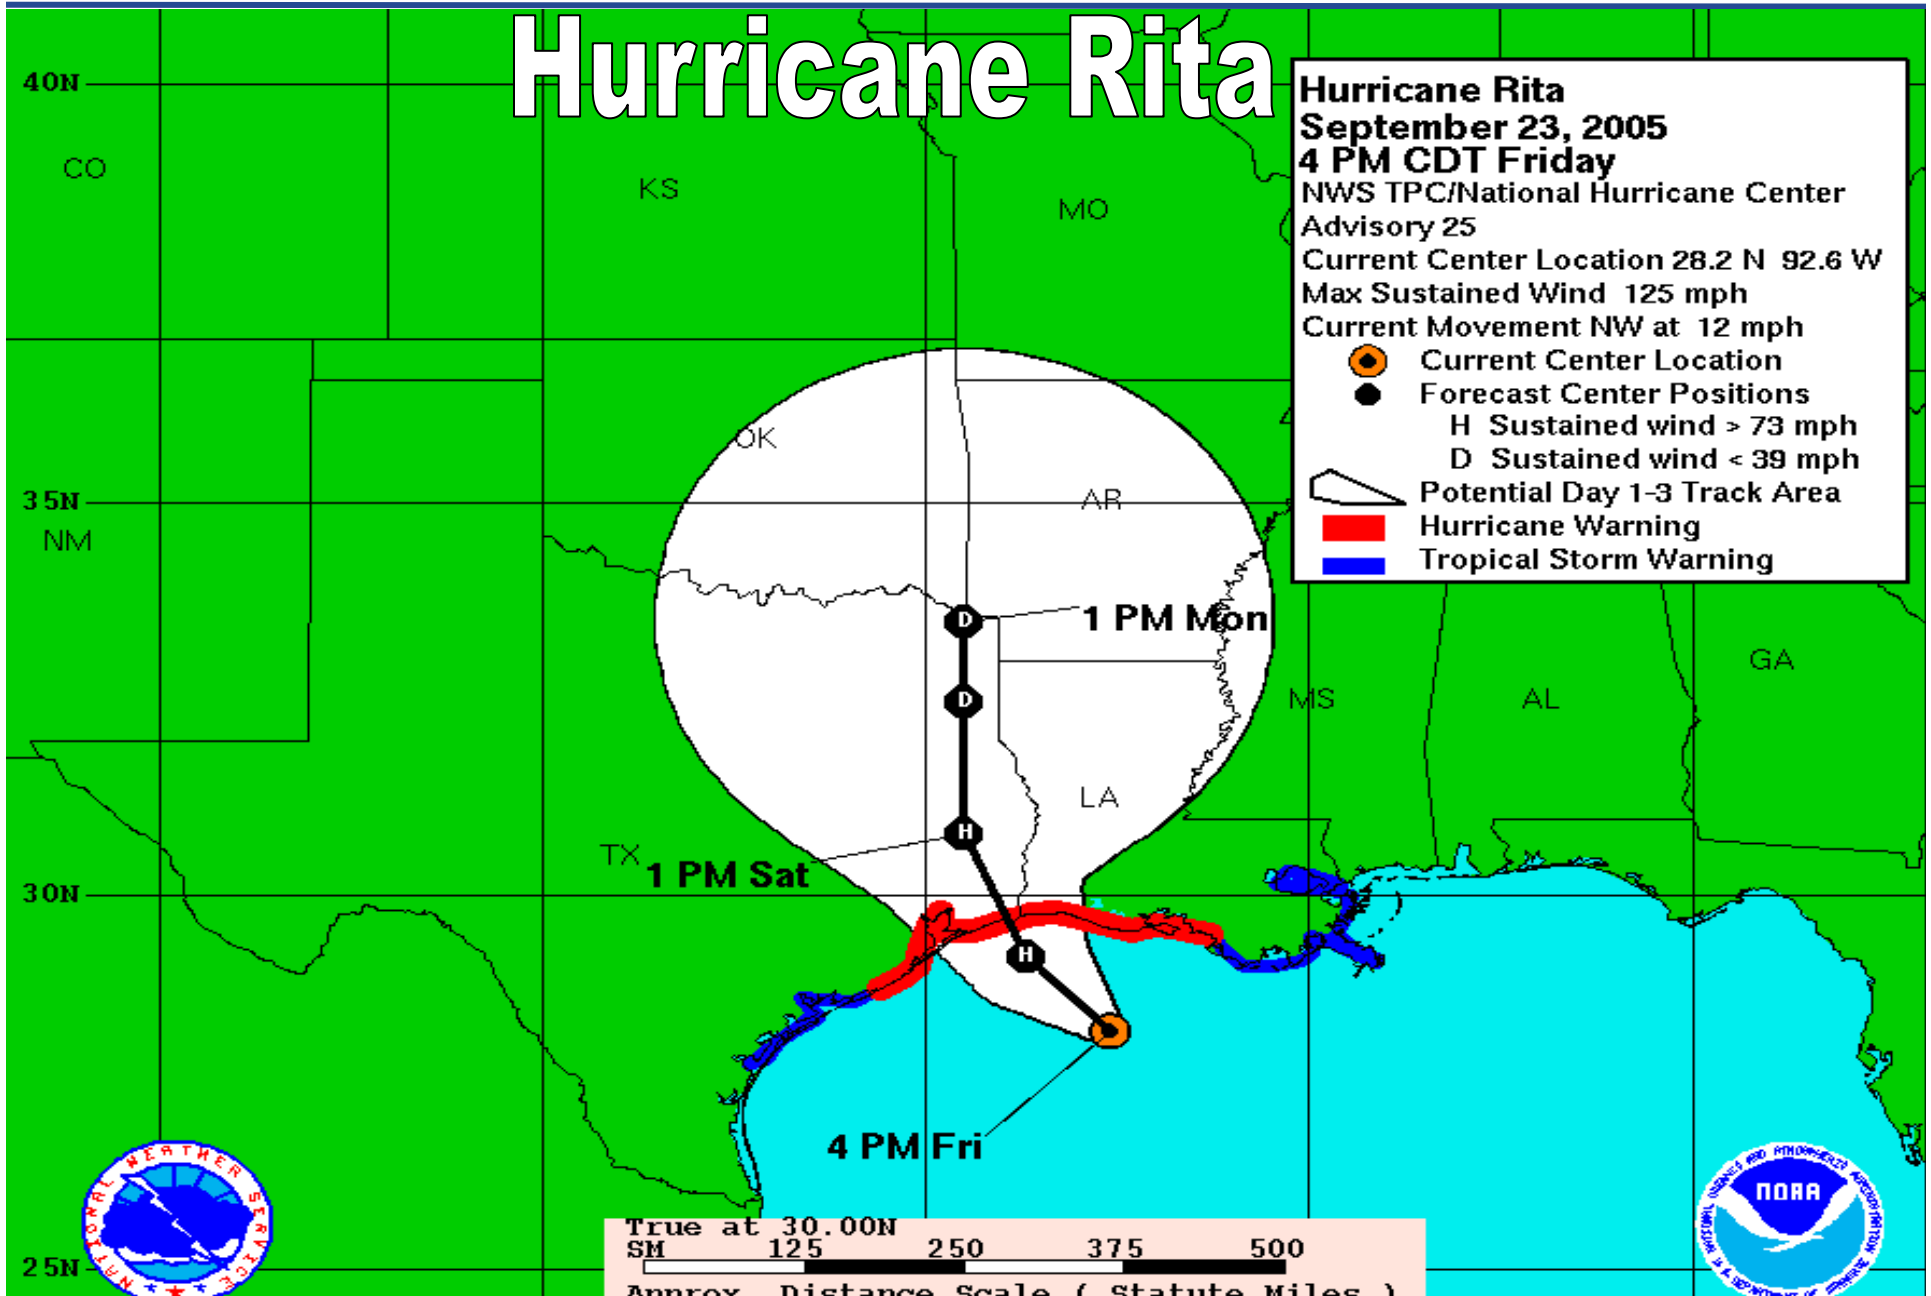 Hurricane Rita
Hurricane Rita
September 23, 2005
4 PM CDT Friday
NWS TPC/National Hurricane Center
Advisory 25
Current Center Location 28.2 N 92.6 W
Max Sustained Wind 125 mph
Current Movement NW at 12 mph
Current Center Location
Forecast Center Positions
H Sustained wind > 73 mph
D Sustained wind < 39 mph
Potential Day 1-3 Track Area
Hurricane Warning
Tropical Storm Warning
40N
CO
KS
MO
OK
35N
AR
NM
D
1 PM Mon
D
MS
AL
GA
LA
H
TX
1 PM Sat
30N
H
4 PM Fri
NATIONAL WEATHER SERVICE
NOAA
25N
True at 30.00N
SM 125 250 375 500
Approx. Distance Scale ( Statute Miles )